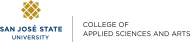 SAN JOSÉ STATE
UNIVERSITY
COLLEGE OF
APPLIED SCIENCES AND ARTS